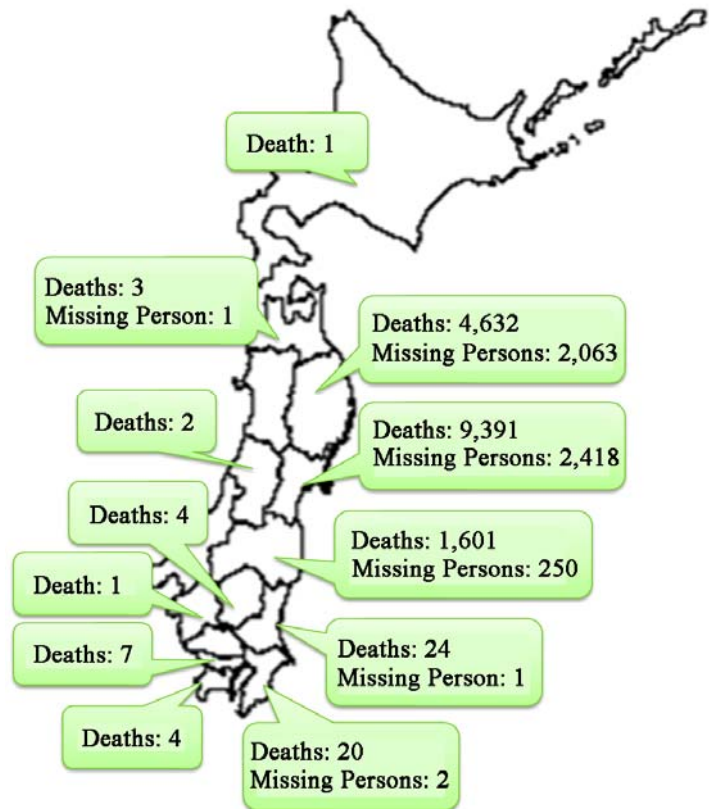 Death: 1
Deaths: 3
Missing Person: 1
Deaths: 4,632
Missing Persons: 2,063
Deaths: 2
Deaths: 9,391
Missing Persons: 2,418
Deaths: 4
Deaths: 1,601
Missing Persons: 250
Death: 1
Deaths: 24
Missing Person: 1
Deaths: 7
Deaths: 4
Deaths: 20
Missing Persons: 2